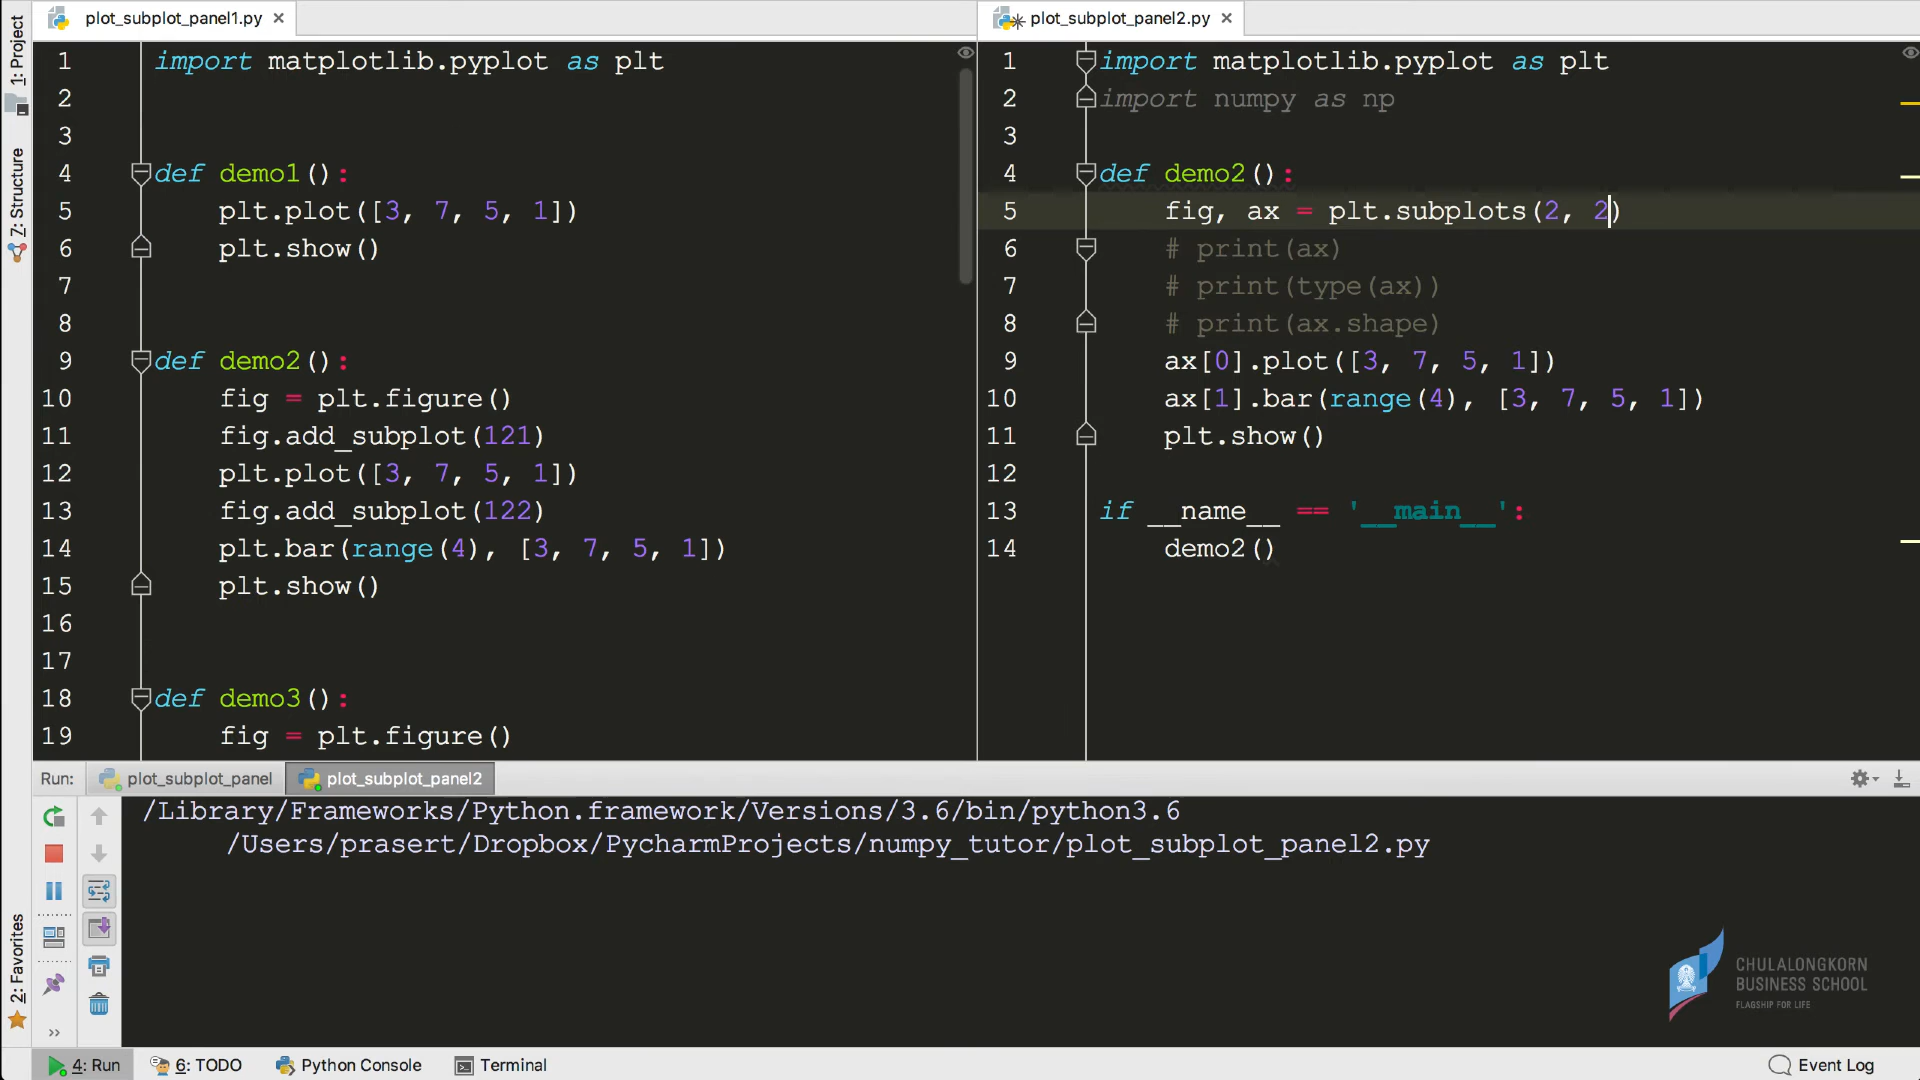 plot_subplot_panel1.py
plot_subplot_panel2.py
1: Project
7: Structure
2: Favorites
1 import matplotlib.pyplot as plt
2
3
4 def demo1():
5 plt.plot([3, 7, 5, 1])
6 plt.show()
7
8
9 def demo2():
10 fig = plt.figure()
11 fig.add_subplot(121)
12 plt.plot([3, 7, 5, 1])
13 fig.add_subplot(122)
14 plt.bar(range(4), [3, 7, 5, 1])
15 plt.show()
16
17
18 def demo3():
19 fig = plt.figure()
1 import matplotlib.pyplot as plt
2 import numpy as np
3
4 def demo2():
5 fig, ax = plt.subplots(2, 2)
6 # print(ax)
7 # print(type(ax))
8 # print(ax.shape)
9 ax[0].plot([3, 7, 5, 1])
10 ax[1].bar(range(4), [3, 7, 5, 1])
11 plt.show()
12
13 if __name__ == '__main__':
14 demo2()
Run: plot_subplot_panel plot_subplot_panel2
/Library/Frameworks/Python.framework/Versions/3.6/bin/python3.6
/Users/prasert/Dropbox/PycharmProjects/numpy_tutor/plot_subplot_panel2.py
CHULALONGKORN
BUSINESS SCHOOL
FLAGSHIP FOR LIFE
4: Run 6: TODO Python Console Terminal Event Log